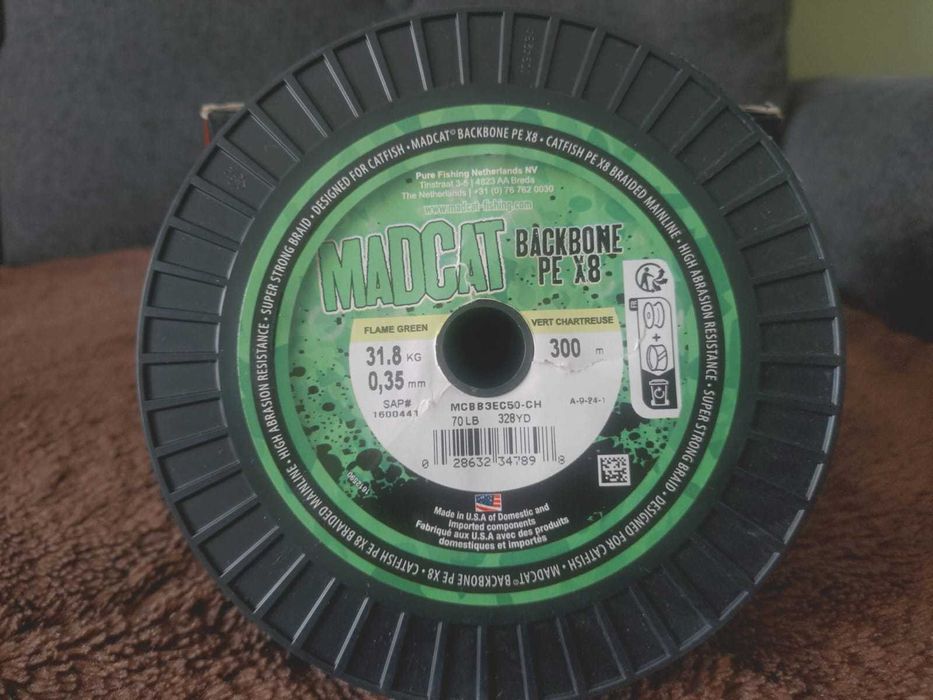 MADCAT® BACKBONE PE X8 • CATFISH PE X8 BRAIDED MAINLINE • HIGH ABRASION RESISTANCE • SUPER STRONG BRAID • DESIGNED FOR CATFISH • MADCAT® BACKBONE PE X8 • CATFISH PE X8 BRAIDED MAINLINE • HIGH ABRASION RESISTANCE • SUPER STRONG BRAID • DESIGNED FOR CATFISH •
Pure Fishing Netherlands NV
Tinstraat 3-5 | 4823 AA Breda
The Netherlands | +31 (0) 76 762 0030
www.madcat-fishing.com
MADCAT
BACKBONE
PE X8
FLAME GREEN
VERT CHARTREUSE
31.8 KG
300 m
0,35 mm
FR
+
SAP#
1600441
MCBB3EC50-CH
A-9-24-1
70LB 328YD
0 28632 34789 8
Made in U.S.A of Domestic and
Imported components
Fabriqué aux U.S.A avec des produits
domestiques et importés